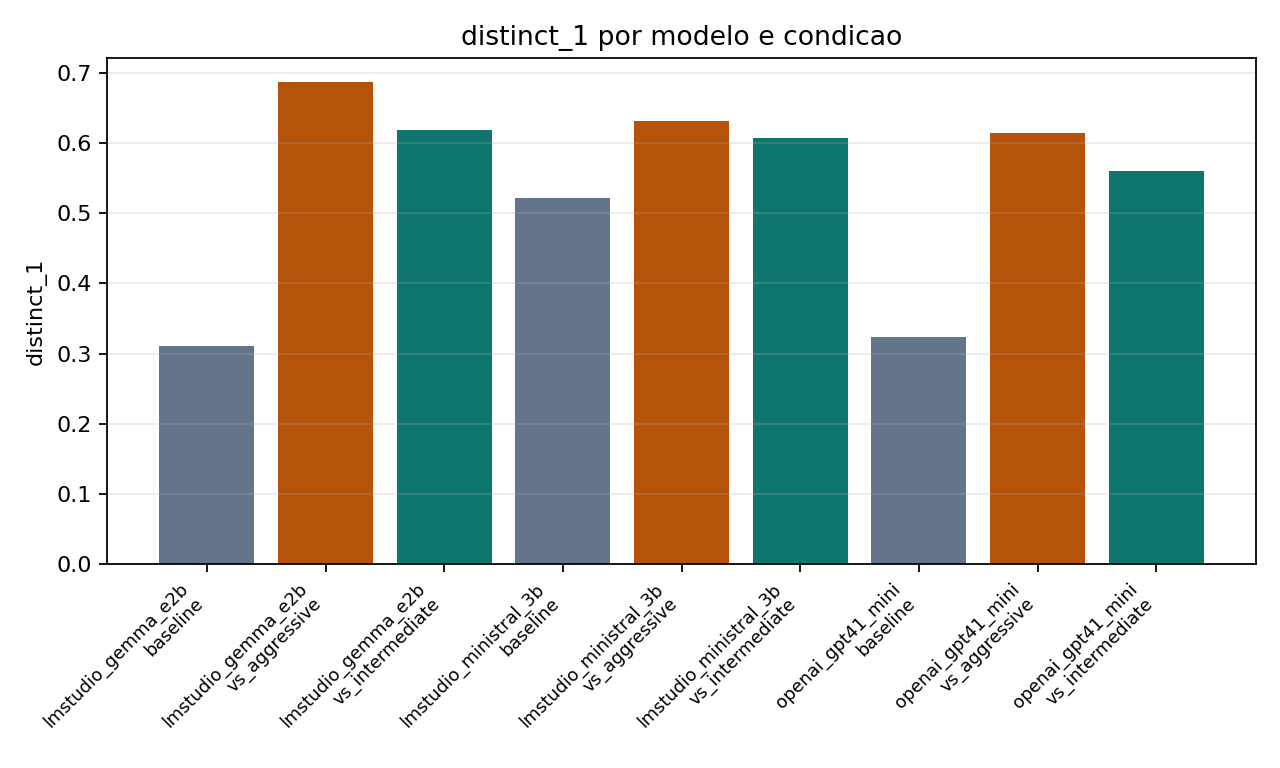 distinct_1 por modelo e condicao
distinct_1
0.7
0.6
0.5
0.4
0.3
0.2
0.1
0.0
lmstudio_gemma_e2b
baseline
lmstudio_gemma_e2b
vs_aggressive
lmstudio_gemma_e2b
vs_intermediate
lmstudio_ministral_3b
baseline
lmstudio_ministral_3b
vs_aggressive
lmstudio_ministral_3b
vs_intermediate
openai_gpt41_mini
baseline
openai_gpt41_mini
vs_aggressive
openai_gpt41_mini
vs_intermediate